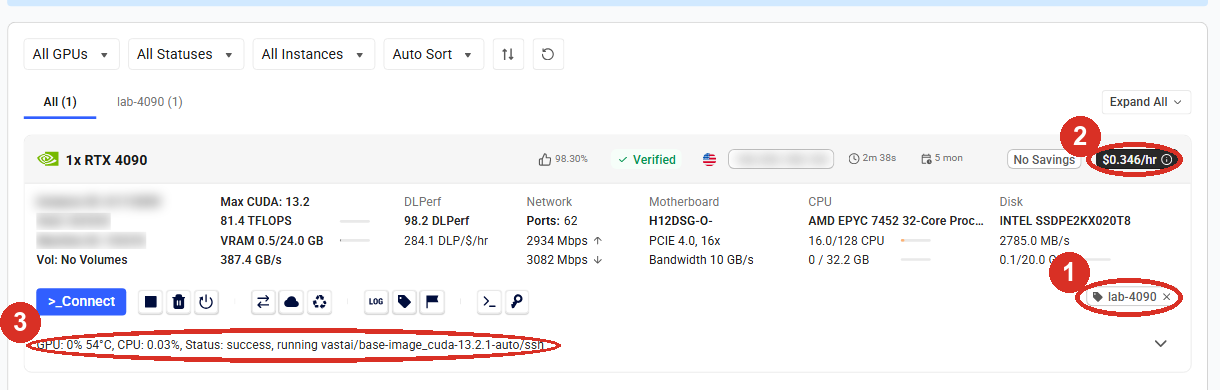 All GPUs All Statuses All Instances Auto Sort
All (1) lab-4090 (1) Expand All
2
1x RTX 4090 98.30% Verified 2m 38s 5 mon No Savings $0.346/hr
Max CUDA: 13.2 DLPerf Network Motherboard CPU Disk
81.4 TFLOPS 98.2 DLPerf Ports: 62 H12DSG-O- AMD EPYC 7452 32-Core Proc... INTEL SSDPE2KX020T8
VRAM 0.5/24.0 GB 284.1 DLP/$/hr 2934 Mbps ↑ PCIE 4.0, 16x 16.0/128 CPU 2785.0 MB/s
Vol: No Volumes 387.4 GB/s 3082 Mbps ↓ Bandwidth 10 GB/s 0 / 32.2 GB 0.1/20.0
1
>_Connect LOG lab-4090 ×
3
GPU: 0% 54°C, CPU: 0.03%, Status: success, running vastai/base-image_cuda-13.2.1-auto/ssh